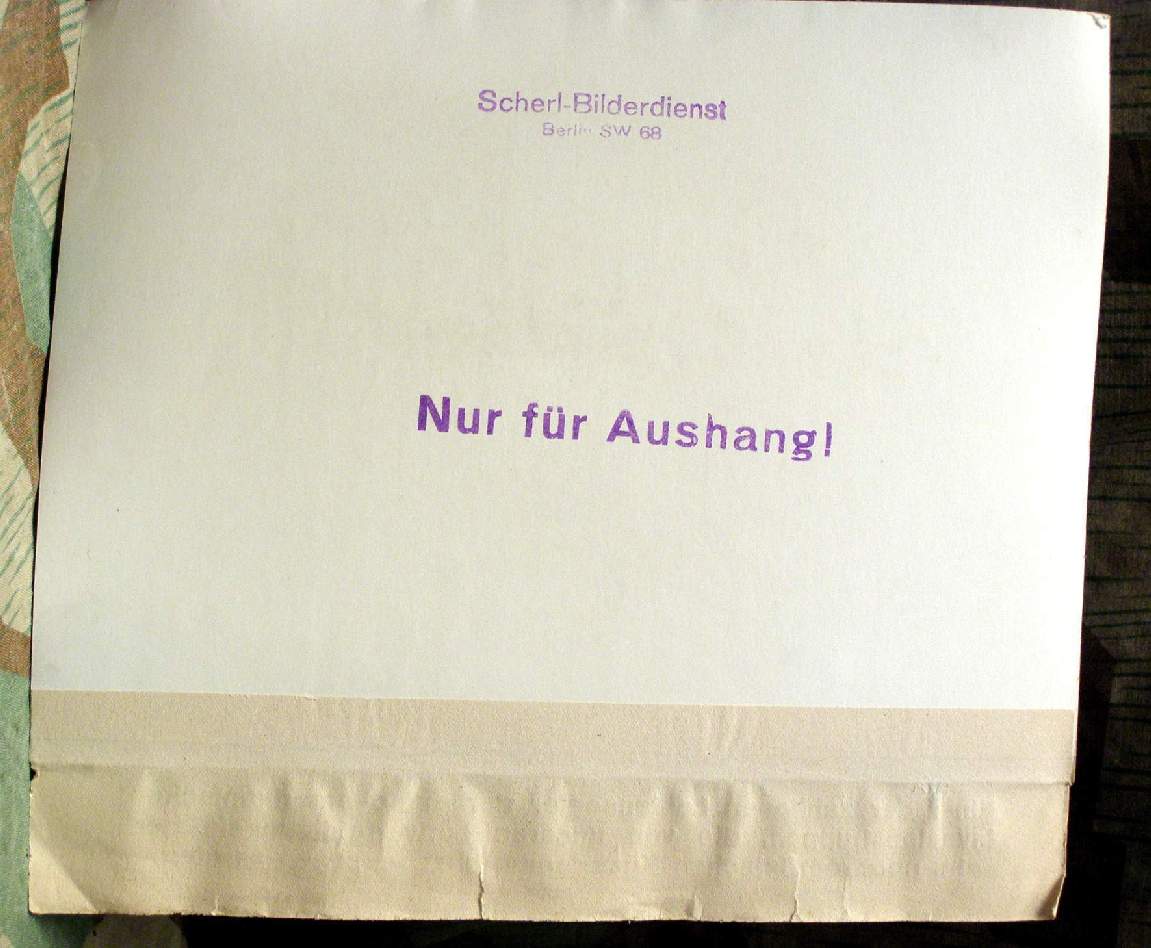 Scherl-Bilderdienst
Berlin SW 68
Nur für Aushang!